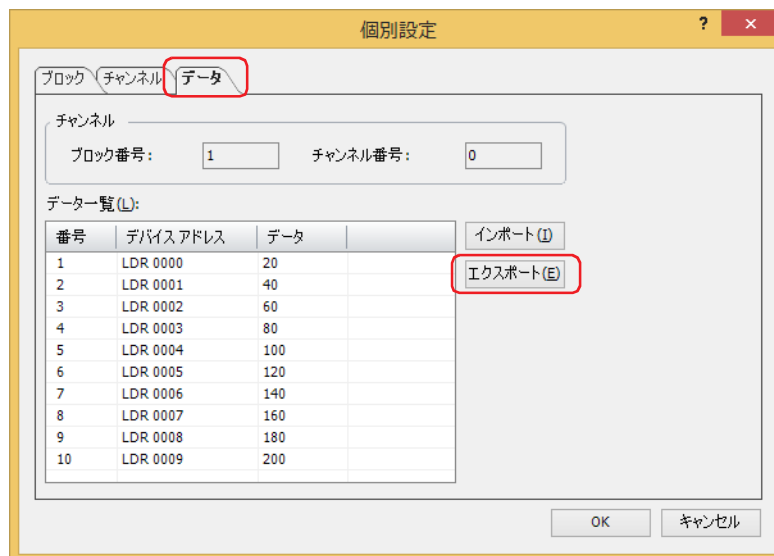 個別設定
?
×
ブロック チャンネル データ
チャンネル
ブロック番号: 1 チャンネル番号: 0
データ一覧(L):
番号 デバイスアドレス データ
インポート(I)
エクスポート(E)
1 LDR 0000 20
2 LDR 0001 40
3 LDR 0002 60
4 LDR 0003 80
5 LDR 0004 100
6 LDR 0005 120
7 LDR 0006 140
8 LDR 0007 160
9 LDR 0008 180
10 LDR 0009 200
OK キャンセル